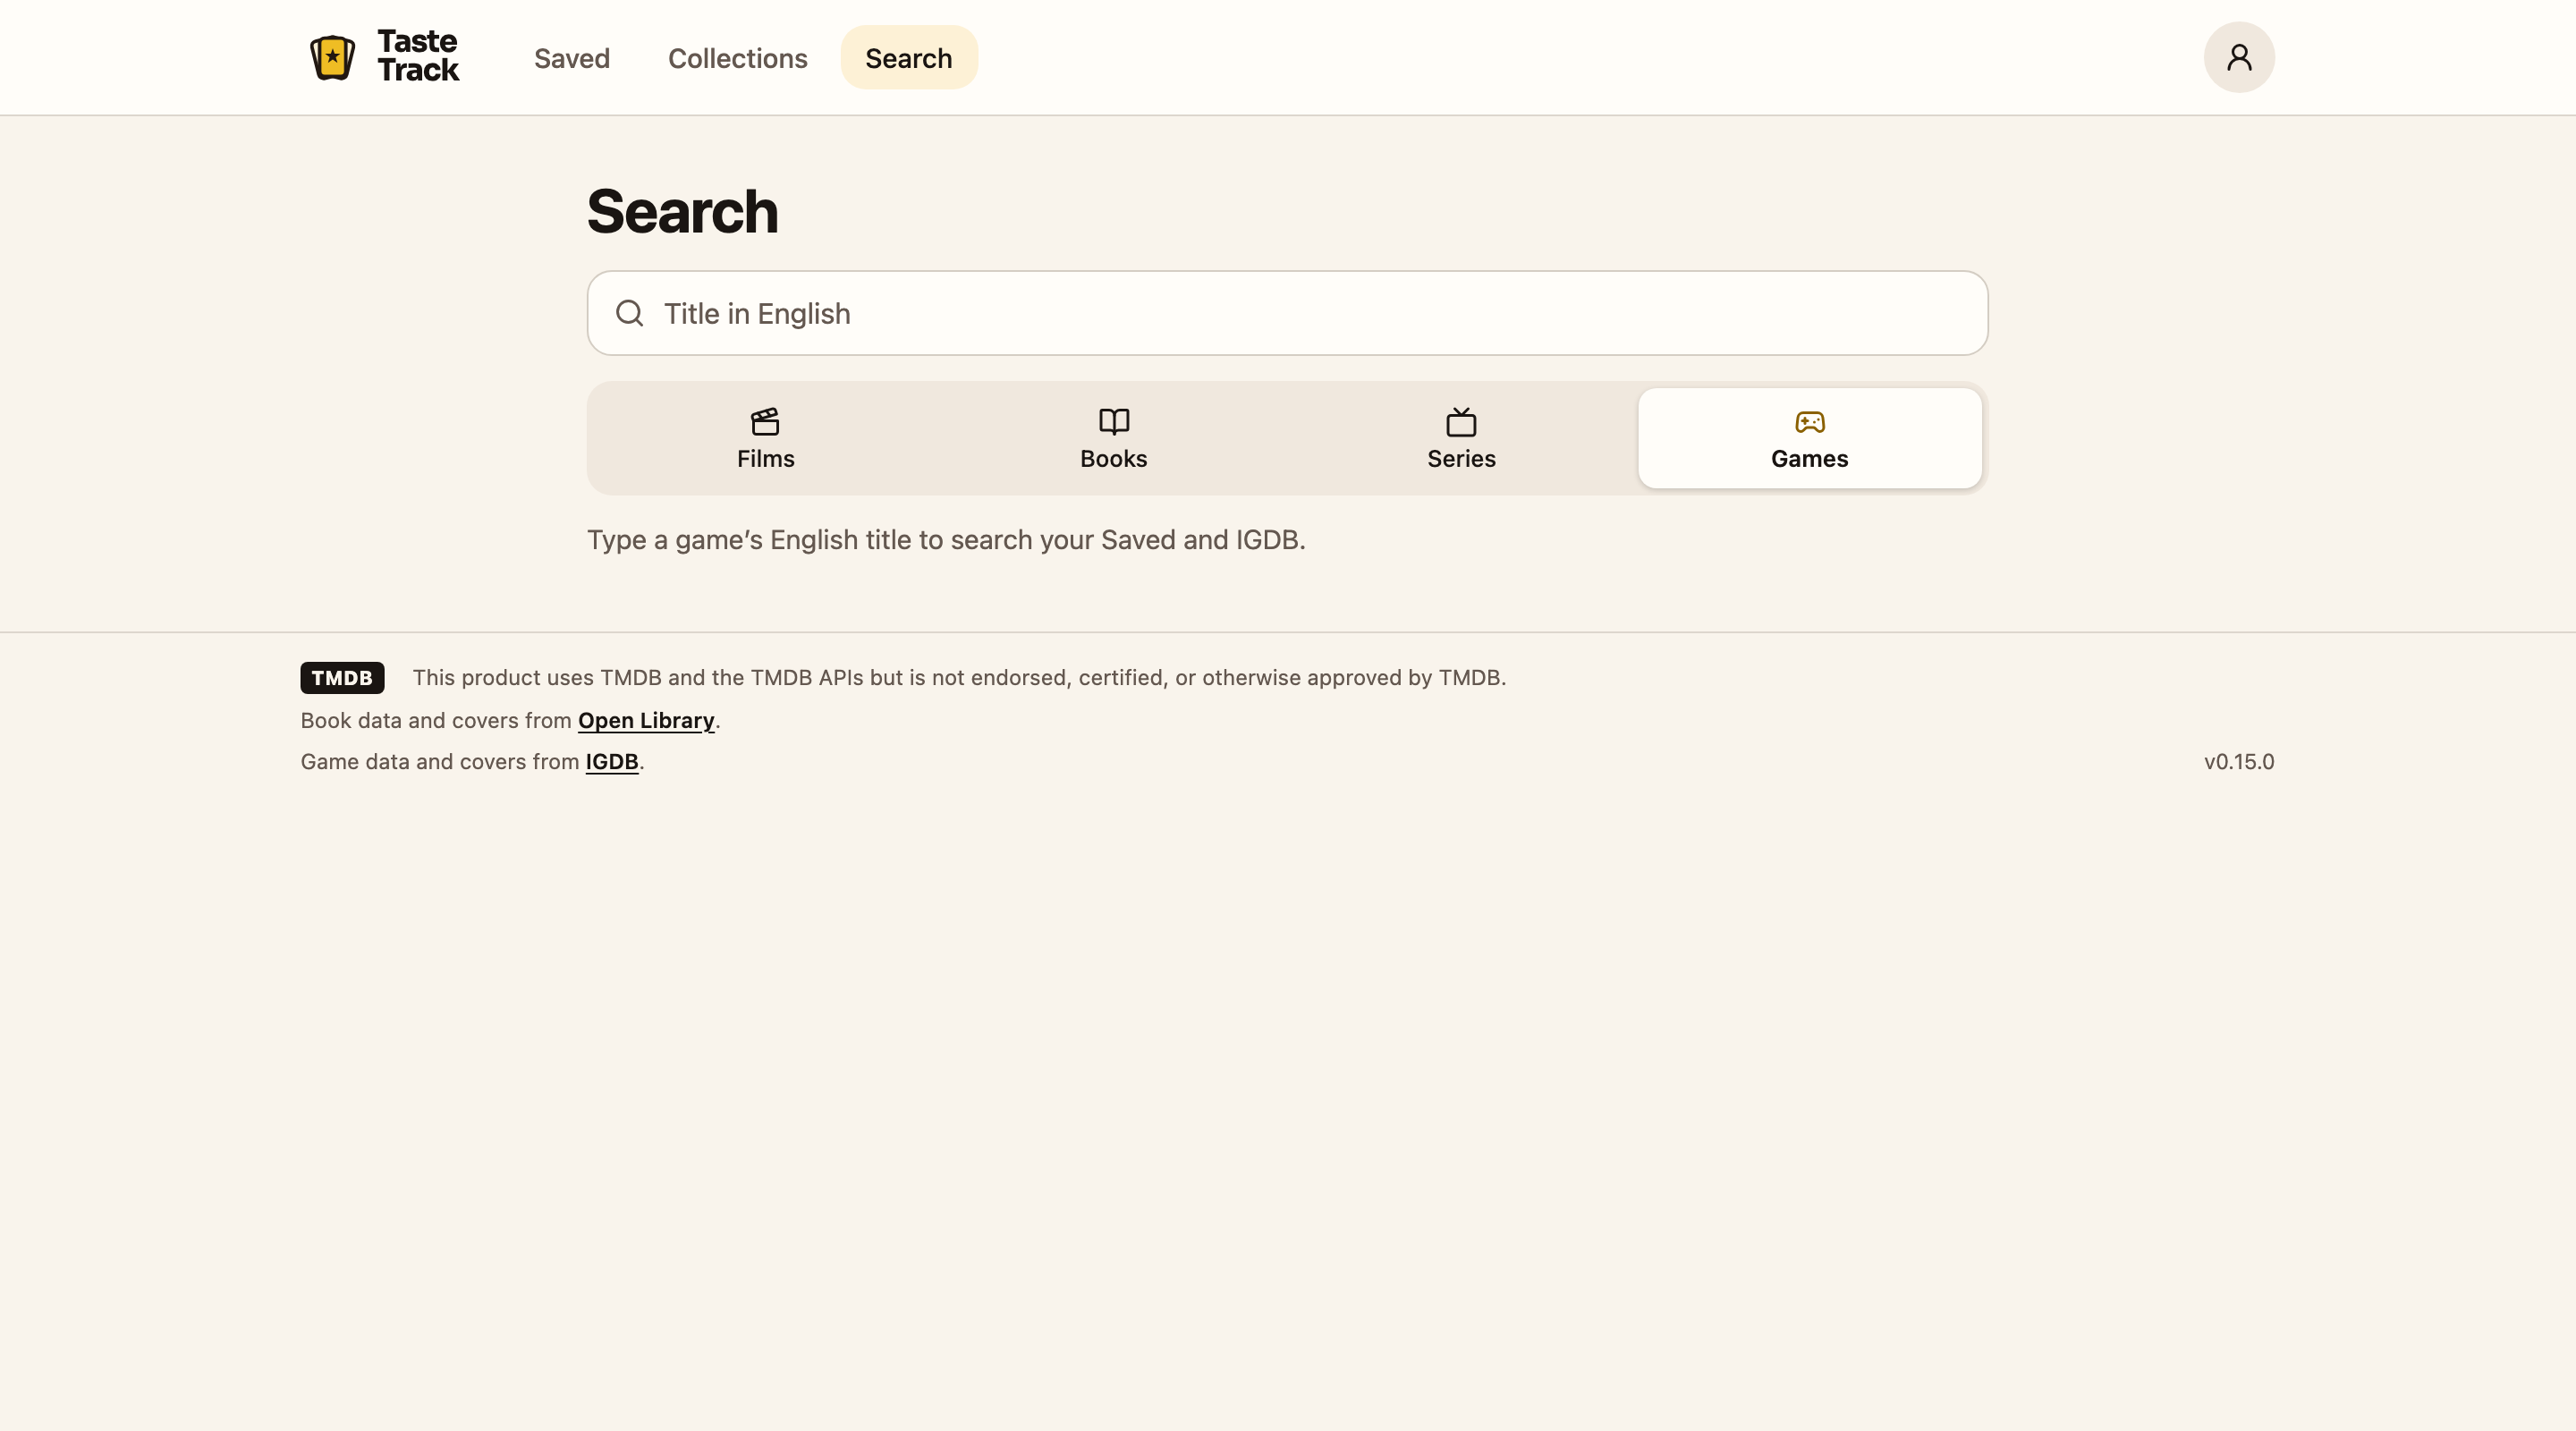 Taste
Track
Saved
Collections
Search
Search
Title in English
Films
Books
Series
Games
Type a game’s English title to search your Saved and IGDB.
TMDB This product uses TMDB and the TMDB APIs but is not endorsed, certified, or otherwise approved by TMDB.
Book data and covers from Open Library.
Game data and covers from IGDB.
v0.15.0